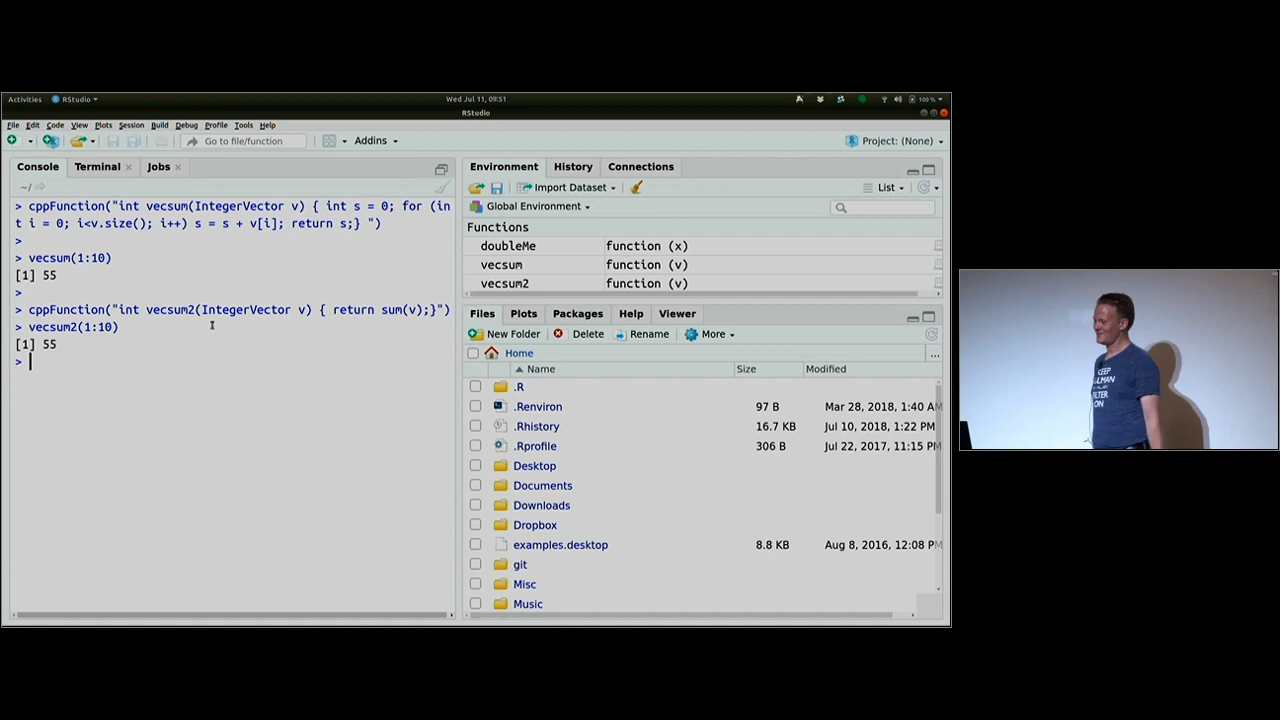 Activities RStudio Wed Jul 11, 09:51 100 %
RStudio
File Edit Code View Plots Session Build Debug Profile Tools Help
Go to file/function Addins Project: (None)
Console Terminal Jobs
~/
> cppFunction("int vecsum(IntegerVector v) { int s = 0; for (in
t i = 0; i<v.size(); i++) s = s + v[i]; return s;} ")
>
> vecsum(1:10)
[1] 55
>
> cppFunction("int vecsum2(IntegerVector v) { return sum(v);}")
> vecsum2(1:10)
[1] 55
>
Environment History Connections
Import Dataset List
Global Environment
Functions
doubleMe function (x)
vecsum function (v)
vecsum2 function (v)
Files Plots Packages Help Viewer
New Folder Delete Rename More
Home ...
Name Size Modified
.R
.Renviron 97 B Mar 28, 2018, 1:40 AM
.Rhistory 16.7 KB Jul 10, 2018, 1:22 PM
.Rprofile 306 B Jul 22, 2017, 11:15 PM
Desktop
Documents
Downloads
Dropbox
examples.desktop 8.8 KB Aug 8, 2016, 12:08 PM
git
Misc
Music
KEEP
KALMAN
FILTER
ON